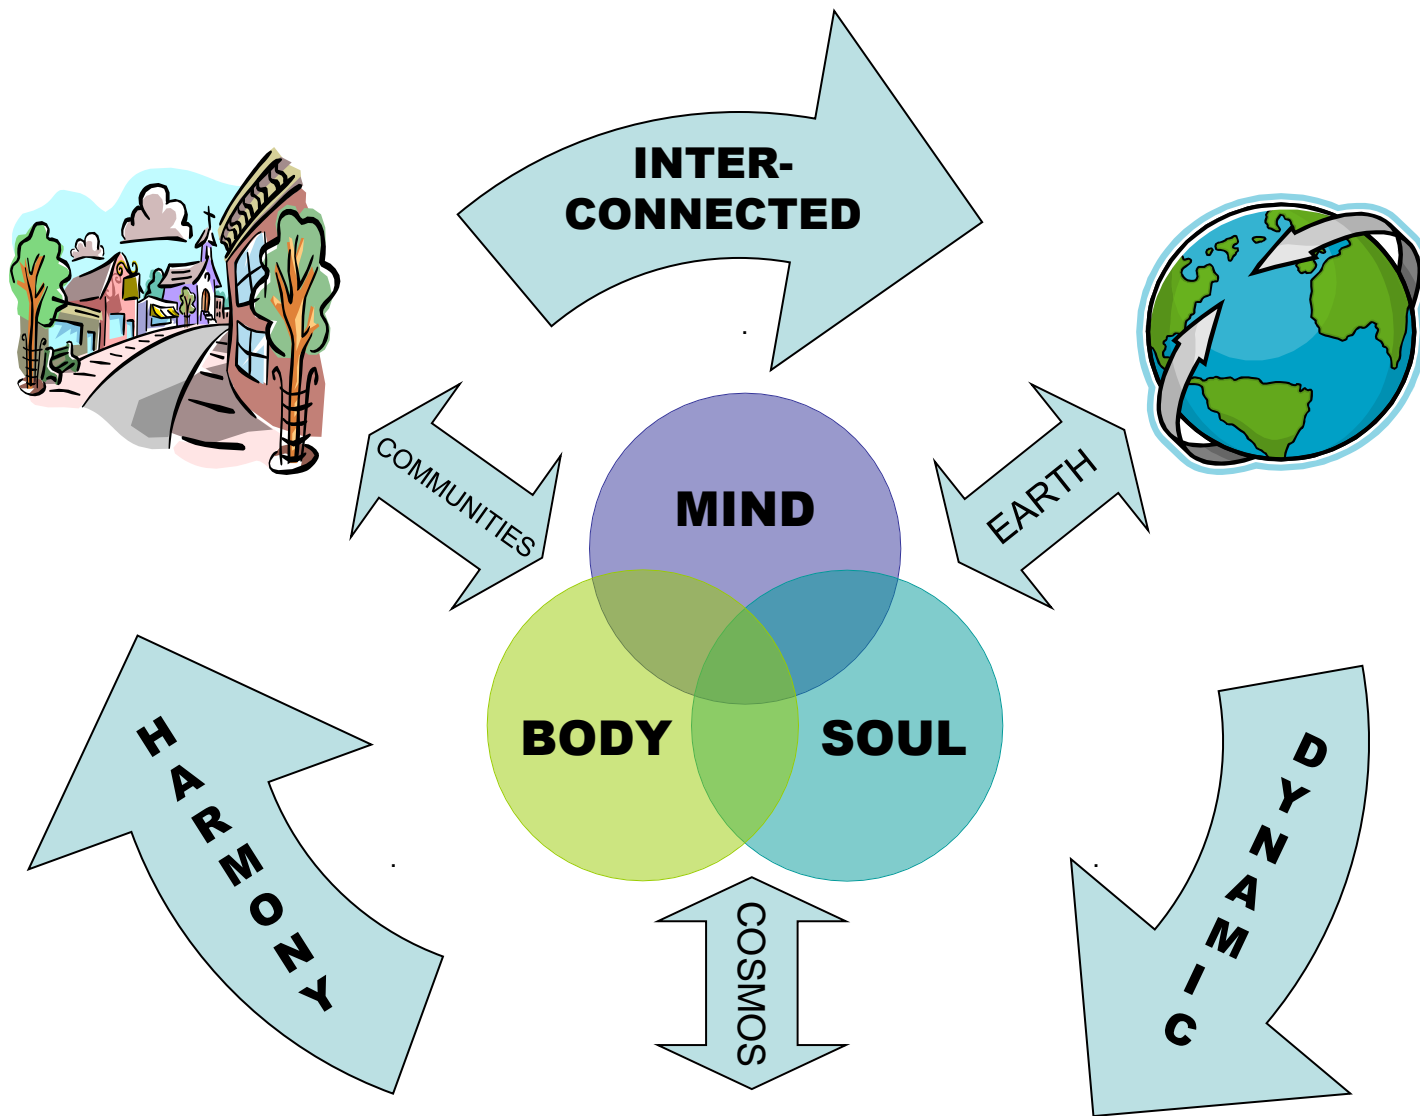 INTER-
CONNECTED
COMMUNITIES
EARTH
MIND
BODY
SOUL
HARMONY
DYNAMIC
COSMOS